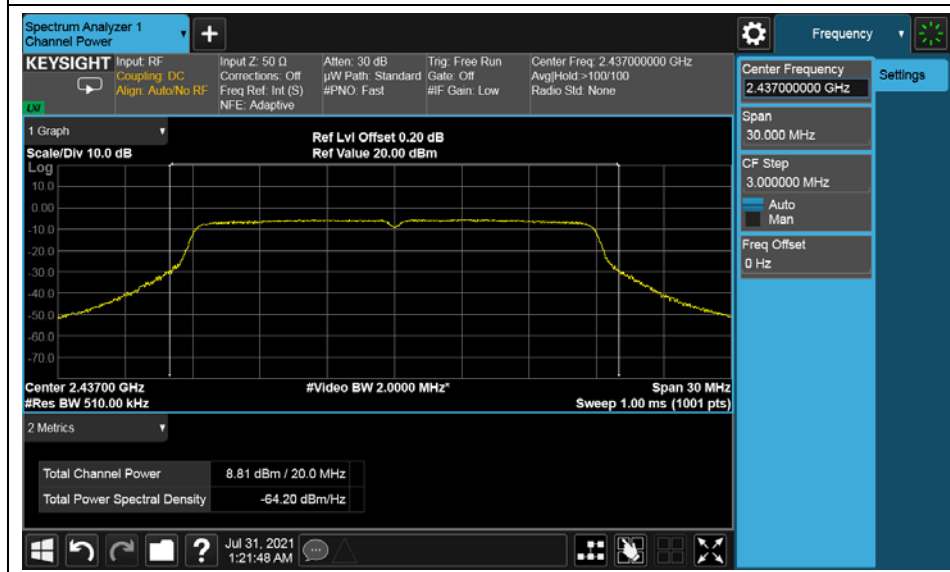 Spectrum Analyzer 1
Channel Power
+
Frequency
KEYSIGHT
LXI
Input: RF
Coupling: DC
Align: Auto/No RF
Input Z: 50 Ω
Corrections: Off
Freq Ref: Int (S)
NFE: Adaptive
Atten: 30 dB
µW Path: Standard
#PNO: Fast
Trig: Free Run
Gate: Off
#IF Gain: Low
Center Freq: 2.437000000 GHz
Avg|Hold:>100/100
Radio Std: None
Center Frequency
2.437000000 GHz
Settings
Span
30.000 MHz
CF Step
3.000000 MHz
Auto
Man
Freq Offset
0 Hz
1 Graph
Scale/Div 10.0 dB
Ref Lvl Offset 0.20 dB
Ref Value 20.00 dBm
Log
10.0
0.00
-10.0
-20.0
-30.0
-40.0
-50.0
-60.0
-70.0
Center 2.43700 GHz
#Video BW 2.0000 MHz*
Span 30 MHz
#Res BW 510.00 kHz
Sweep 1.00 ms (1001 pts)
2 Metrics
Total Channel Power 8.81 dBm / 20.0 MHz
Total Power Spectral Density -64.20 dBm/Hz
?
Jul 31, 2021
1:21:48 AM